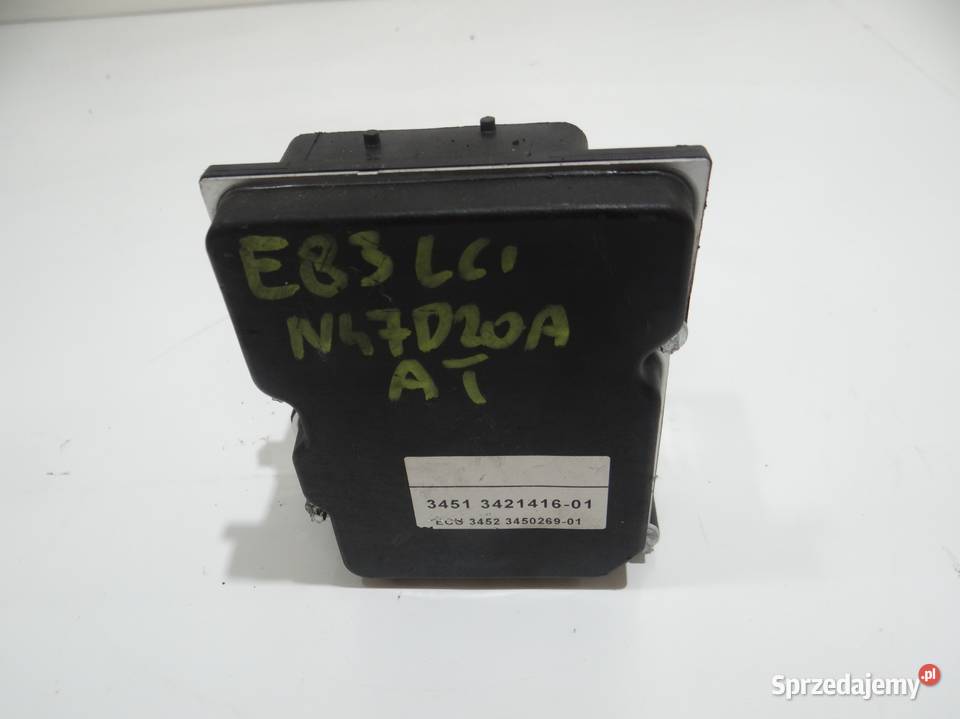 E83 LCI
N47D20A
AT
3451 3421416-01
ECU 3452 3450269-01
Sprzedajemy.pl